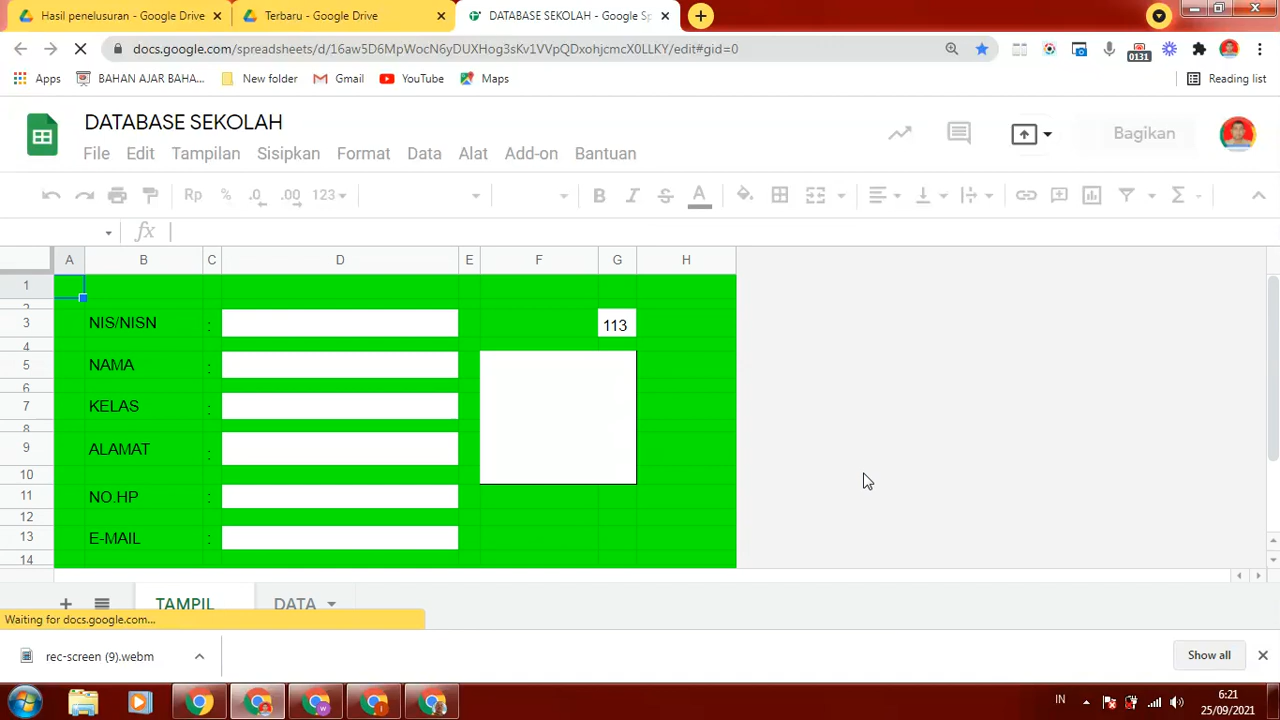 Hasil penelusuran - Google Drive
Terbaru - Google Drive
DATABASE SEKOLAH - Google Sp
docs.google.com/spreadsheets/d/16aw5D6MpWocN6yDUXHog3sKv1VVpQDxohjcmcX0LLKY/edit#gid=0
0131
Apps
BAHAN AJAR BAHA...
New folder
Gmail
YouTube
Maps
Reading list
DATABASE SEKOLAH
Bagikan
File Edit Tampilan Sisipkan Format Data Alat Add-on Bantuan
Rp % .0 .00 123
B I S A
fx
A B C D E F G H
1
2
3 NIS/NISN : 113
4
5 NAMA :
6
7 KELAS :
8
9 ALAMAT :
10
11 NO.HP :
12
13 E-MAIL :
14
TAMPIL DATA
Waiting for docs.google.com...
rec-screen (9).webm
Show all
IN
6:21
25/09/2021